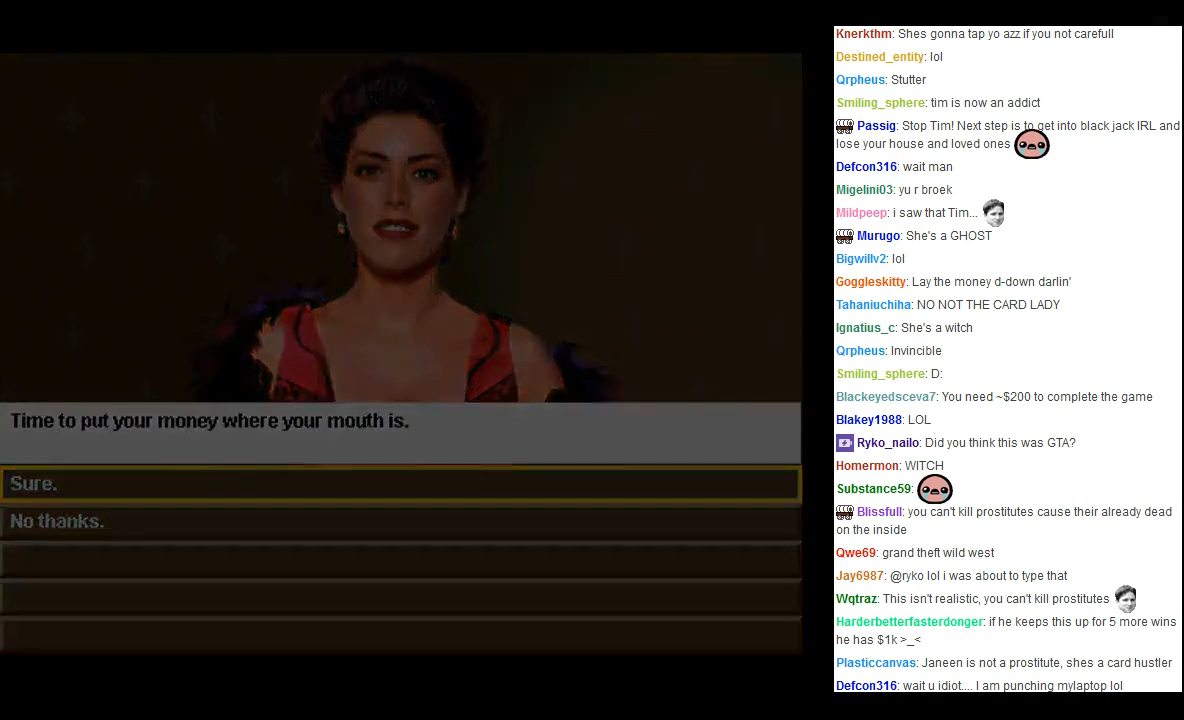 Time to put your money where your mouth is.
Sure.
No thanks.
Knerkthm: Shes gonna tap yo azz if you not carefull
Destined_entity: lol
Qrpheus: Stutter
Smiling_sphere: tim is now an addict
Passig: Stop Tim! Next step is to get into black jack IRL and
lose your house and loved ones
Defcon316: wait man
Migelini03: yu r broek
Mildpeep: i saw that Tim...
Murugo: She's a GHOST
Bigwillv2: lol
Goggleskitty: Lay the money d-down darlin'
Tahaniuchiha: NO NOT THE CARD LADY
Ignatius_c: She's a witch
Qrpheus: Invincible
Smiling_sphere: D:
Blackeyedsceva7: You need ~$200 to complete the game
Blakey1988: LOL
Ryko_nailo: Did you think this was GTA?
Homermon: WITCH
Substance59:
Blissfull: you can't kill prostitutes cause their already dead
on the inside
Qwe69: grand theft wild west
Jay6987: @ryko lol i was about to type that
Wqtraz: This isn't realistic, you can't kill prostitutes
Harderbetterfasterdonger: if he keeps this up for 5 more wins
he has $1k >_<
Plasticcanvas: Janeen is not a prostitute, shes a card hustler
Defcon316: wait u idiot.... I am punching mylaptop lol